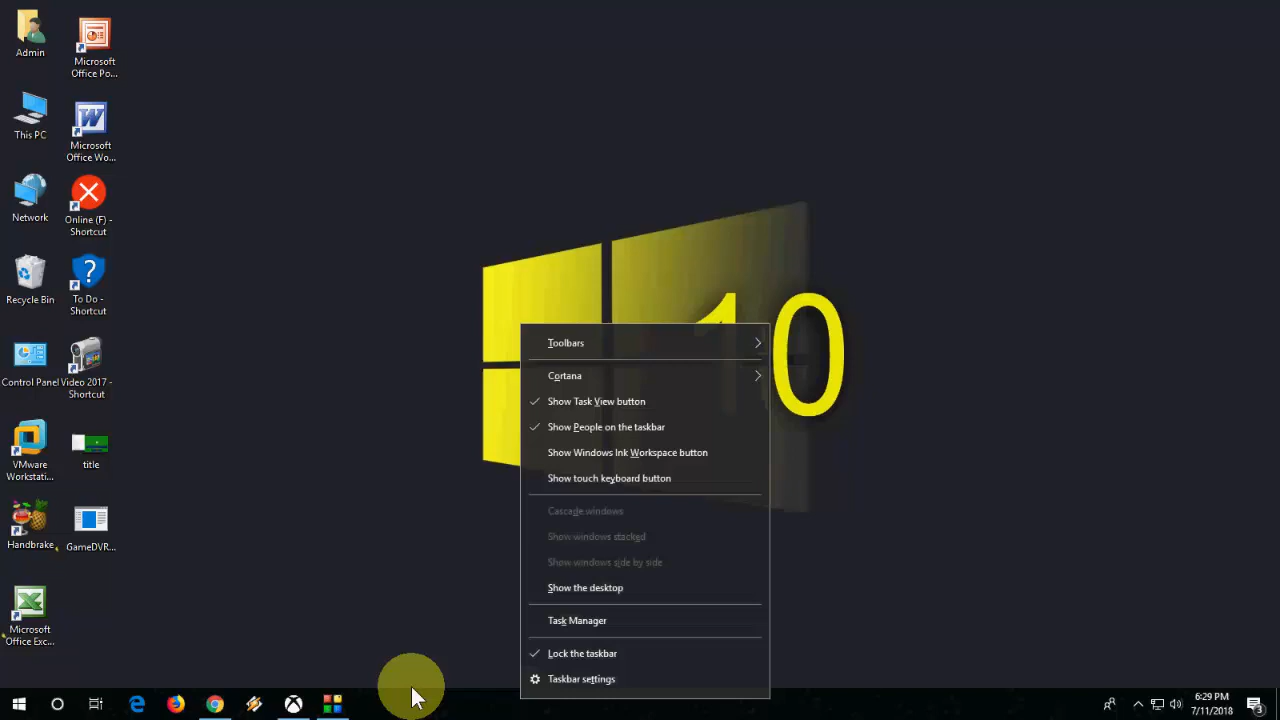 Admin
Microsoft
Office Po...
This PC
Microsoft
Office Wo...
Network
Online (F) -
Shortcut
Recycle Bin
To Do -
Shortcut
Control Panel
Video 2017 -
Shortcut
VMware
Workstati...
title
Handbrake
GameDVR...
Microsoft
Office Exc...
10
Toolbars
Cortana
Show Task View button
Show People on the taskbar
Show Windows Ink Workspace button
Show touch keyboard button
Cascade windows
Show windows stacked
Show windows side by side
Show the desktop
Task Manager
Lock the taskbar
Taskbar settings
6:29 PM
7/11/2018
3